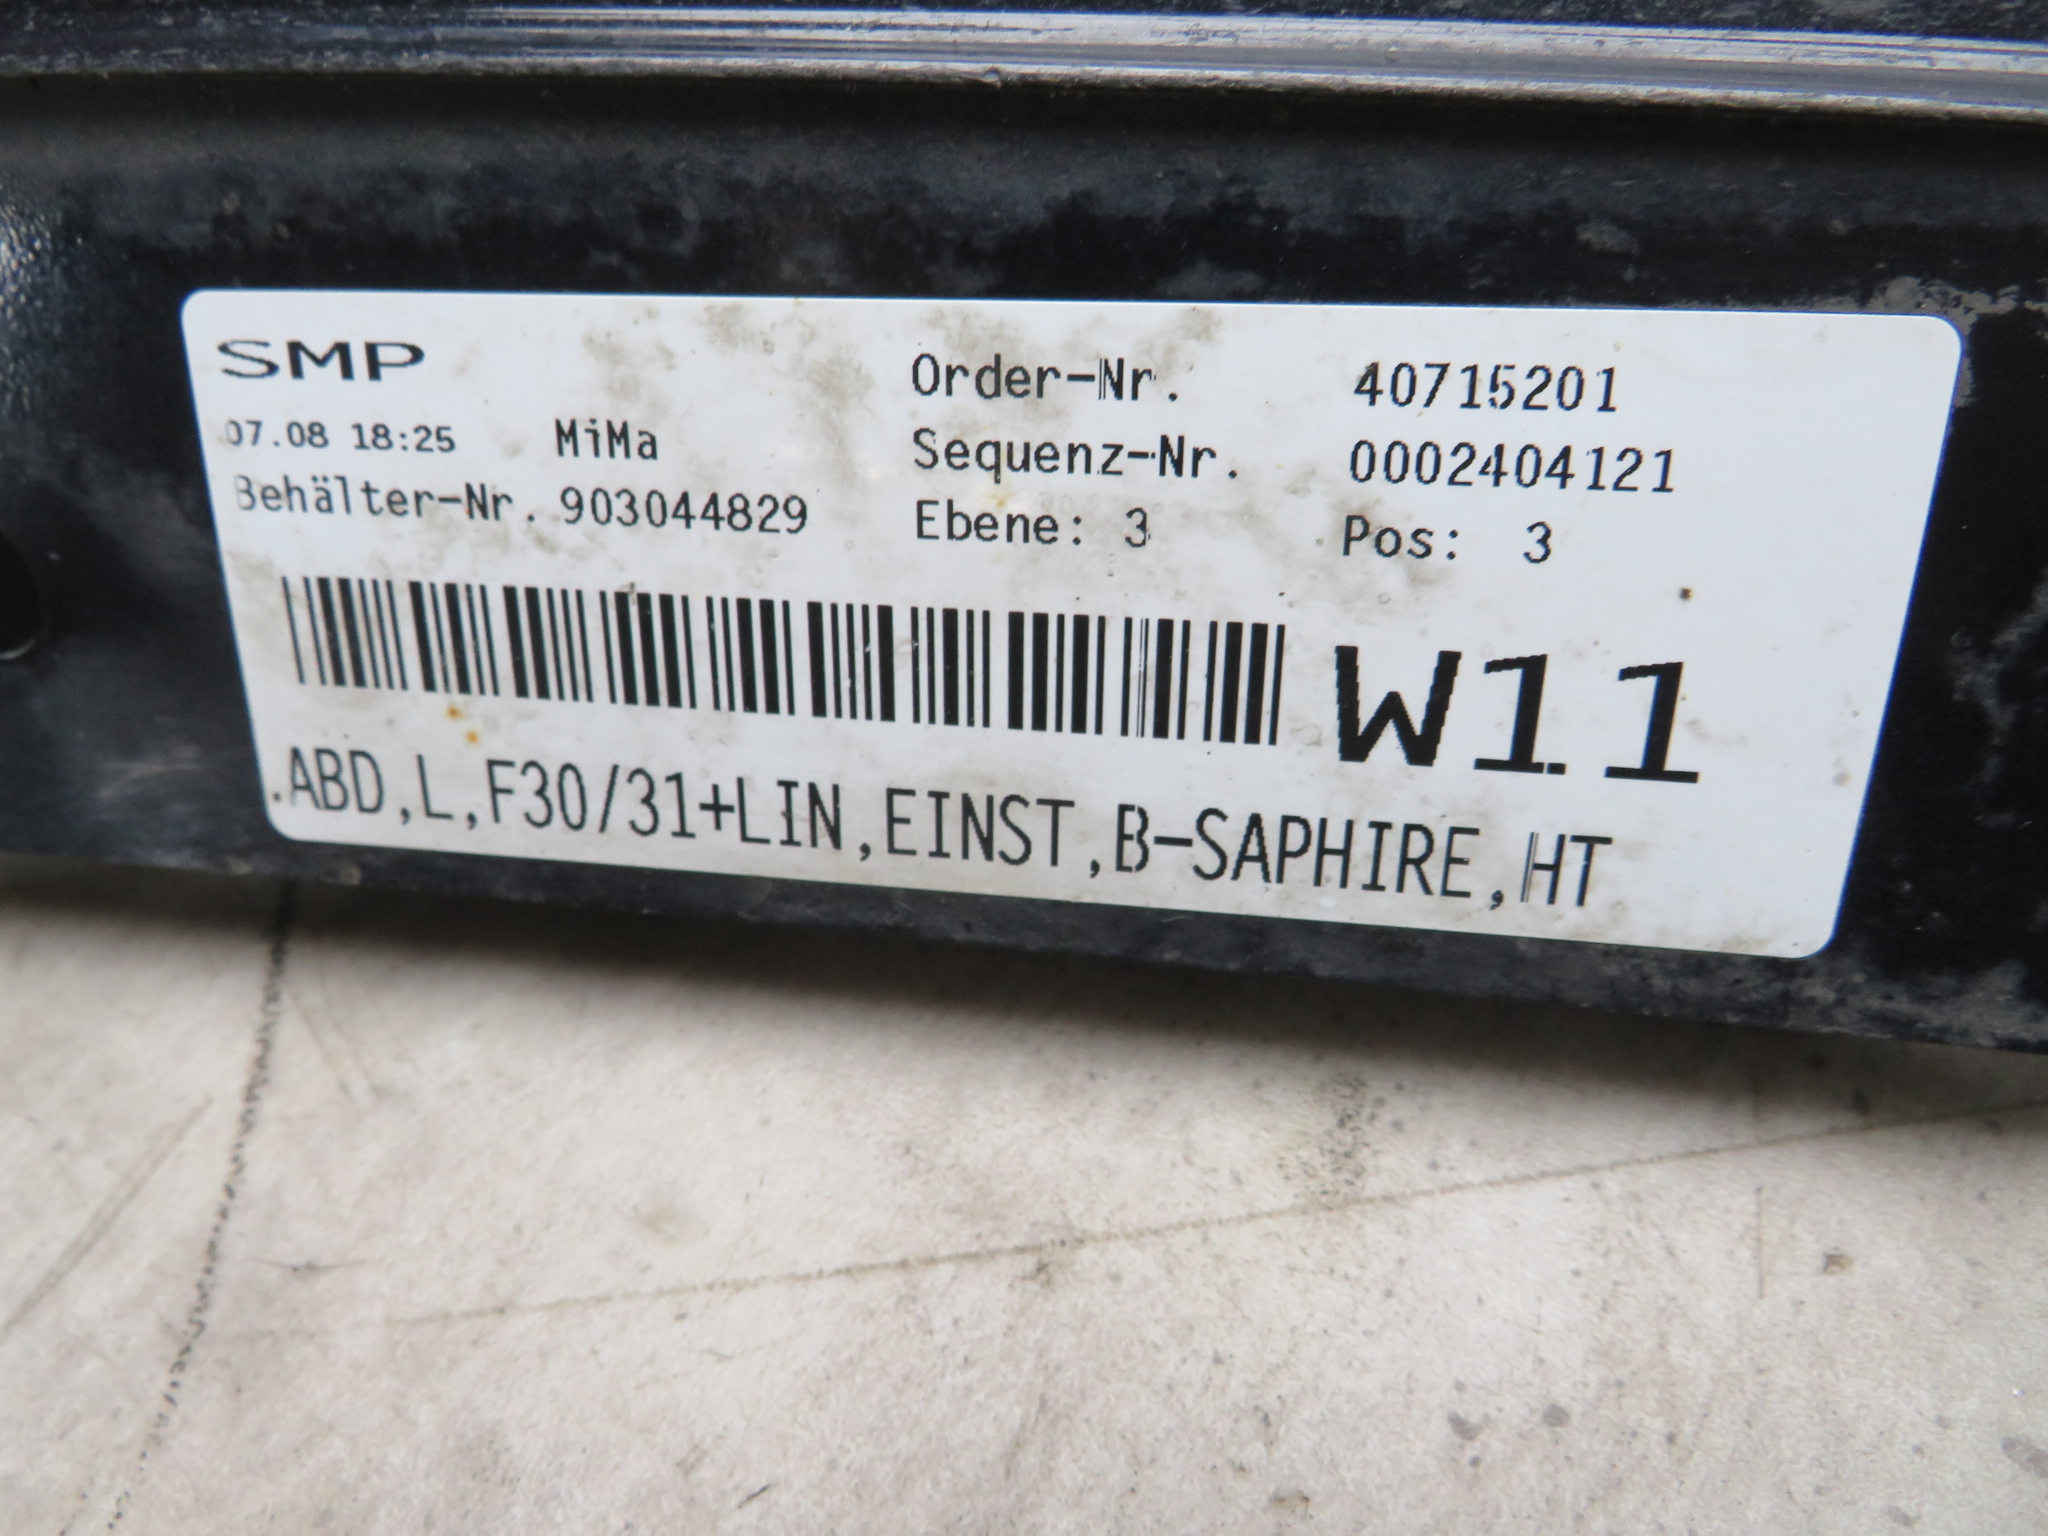 SMP
07.08 18:25 MiMa
Behälter-Nr. 903044829
Order-Nr. 40715201
Sequenz-Nr. 0002404121
Ebene: 3 Pos: 3
W11
.ABD,L,F30/31+LIN,EINST,B-SAPHIRE,HT